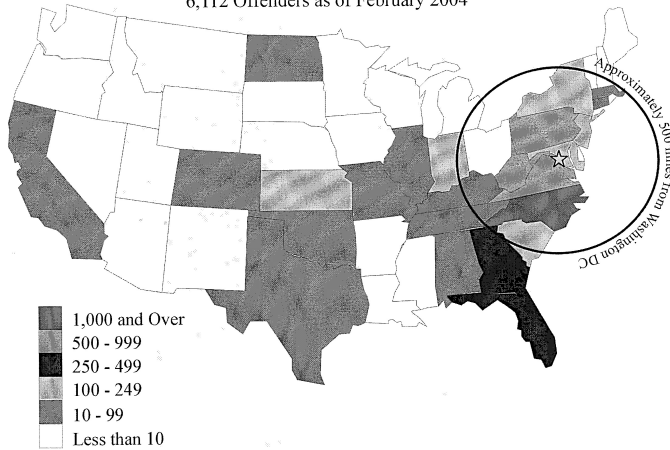 6,112 Offenders as of February 2004
Approximately 500 miles from Washington DC
1,000 and Over
500 - 999
250 - 499
100 - 249
10 - 99
Less than 10